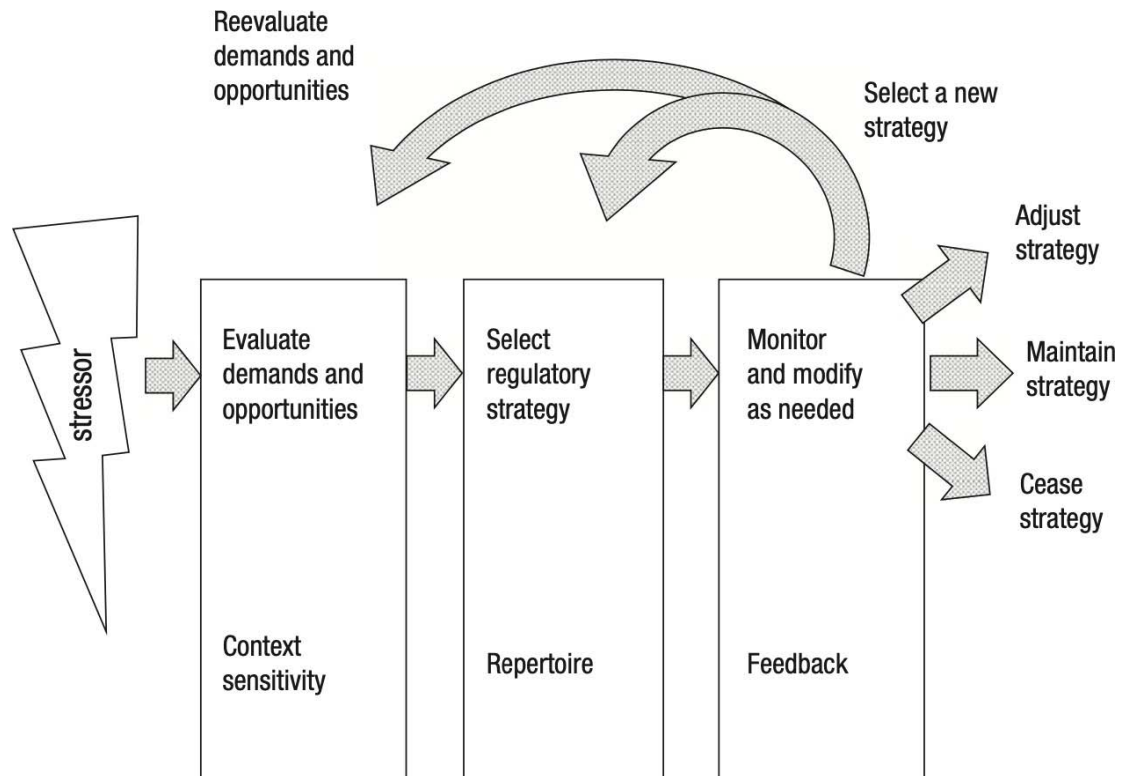 Reevaluate
demands and
opportunities
Select a new
strategy
Adjust
strategy
stressor
Evaluate
demands and
opportunities
Select
regulatory
strategy
Monitor
and modify
as needed
Maintain
strategy
Cease
strategy
Context
sensitivity
Repertoire
Feedback